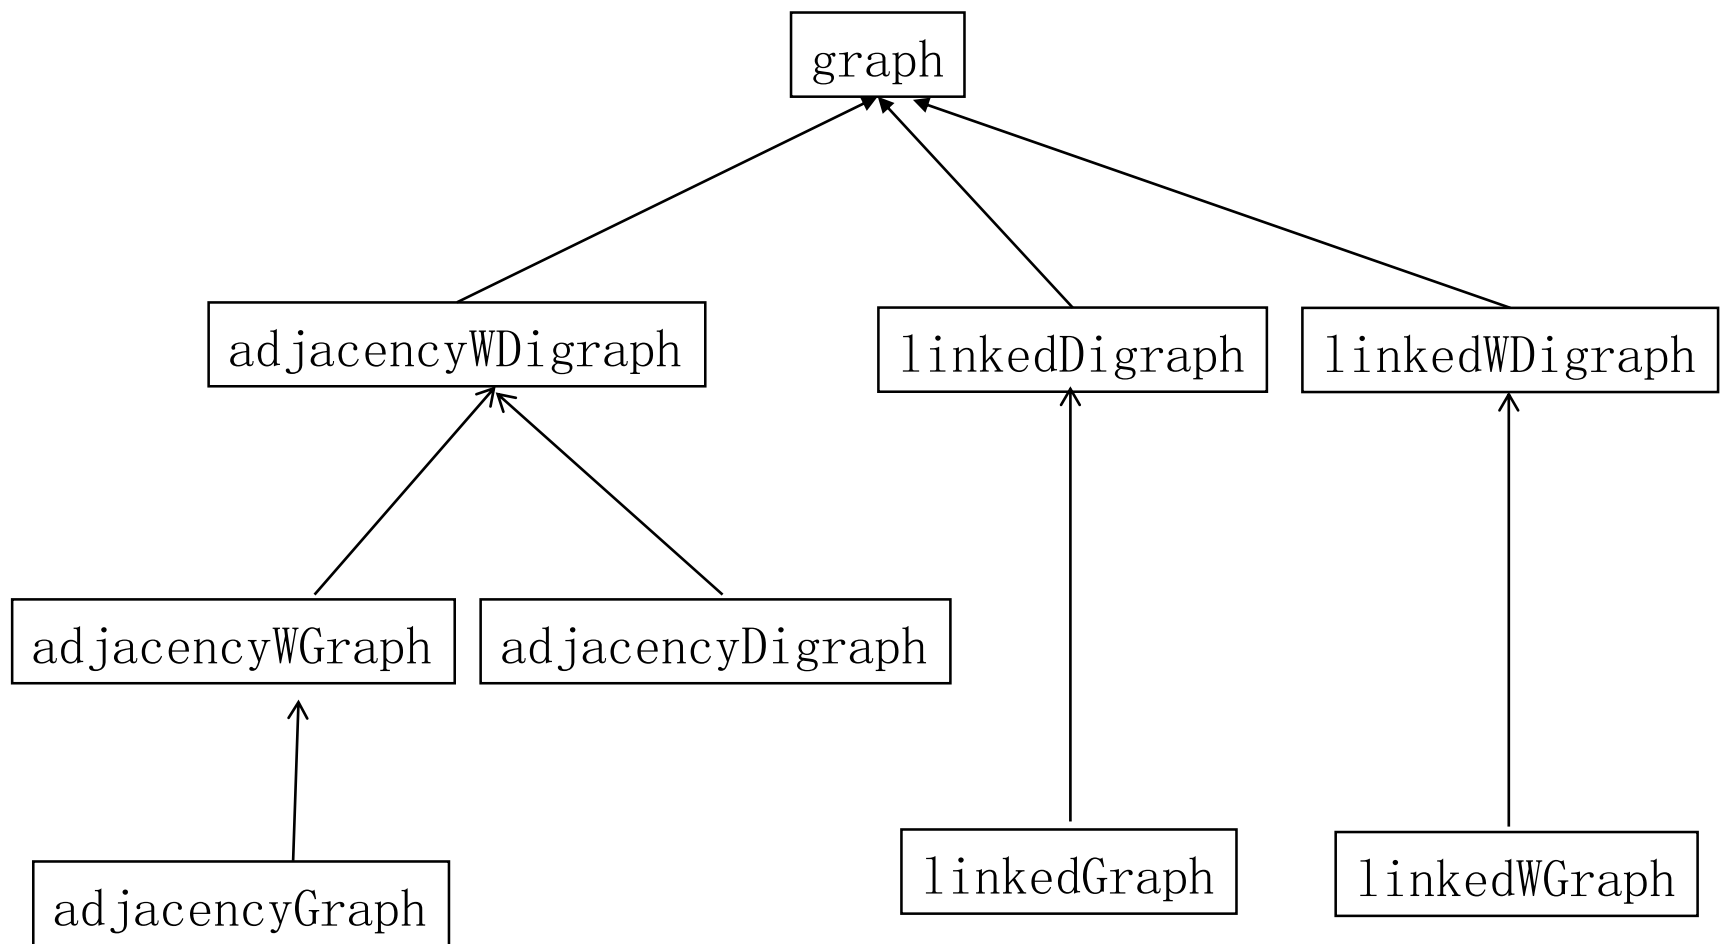 graph
adjacencyWDigraph
linkedDigraph
linkedWDigraph
adjacencyWGraph
adjacencyDigraph
linkedGraph
linkedWGraph
adjacencyGraph